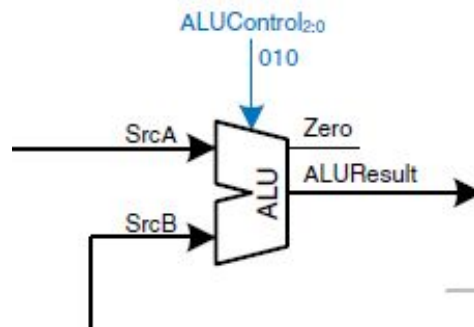 ALUControl2:0
010
SrcA
Zero
ALU
ALUResult
SrcB